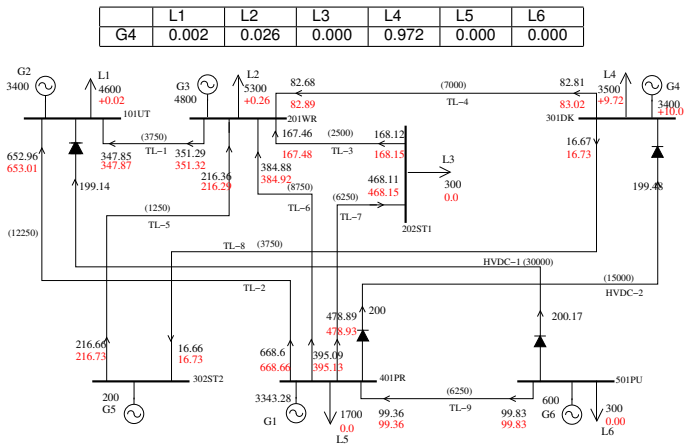 L1 L2 L3 L4 L5 L6
G4 0.002 0.026 0.000 0.972 0.000 0.000
G2
3400
L1
4600
+0.02
101UT
G3
4800
L2
5300
+0.26
201WR
82.68
82.89
(7000)
TL−4
82.81
83.02
L4
3500
+9.72
G4
3400
+10.0
301DK
652.96
653.01
(3750)
347.85
347.87
TL−1
351.29
351.32
199.14
216.36
216.29
167.46
167.48
384.88
384.92
(2500)
TL−3
168.12
168.15
L3
300
0.0
16.67
16.73
199.48
(12250)
(1250)
TL−5
(8750)
TL−6
(6250)
TL−7
468.11
468.15
202ST1
TL−8 (3750)
HVDC−1 (30000)
(15000)
HVDC−2
TL−2
216.66
216.73
16.66
16.73
302ST2
200
G5
668.6
668.66
395.09
395.13
478.89
478.93
200
200.17
401PR
3343.28
G1
1700
0.0
L5
99.36
99.36
(6250)
TL−9
99.83
99.83
501PU
600
G6
300
0.00
L6